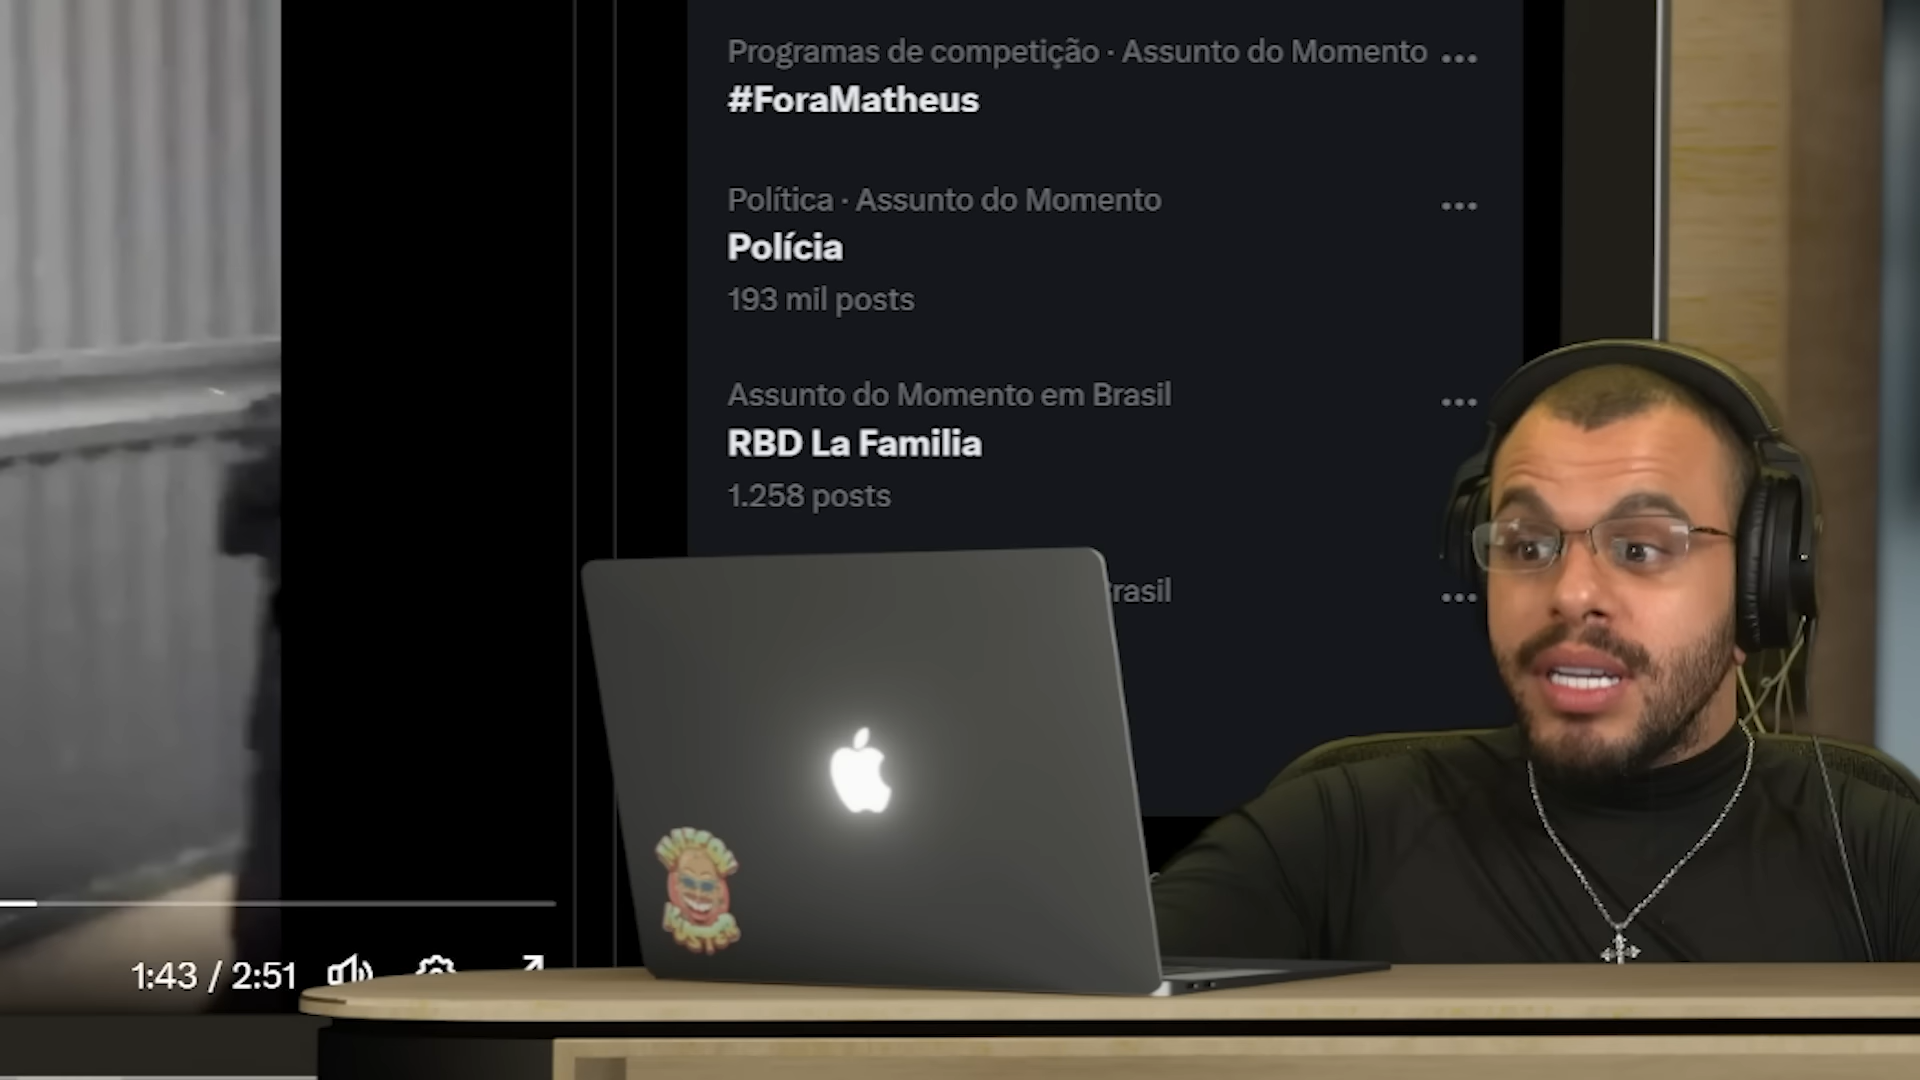 Programas de competição · Assunto do Momento
#ForaMatheus
Política · Assunto do Momento
Polícia
193 mil posts
Assunto do Momento em Brasil
RBD La Familia
1.258 posts
rasil
1:43 / 2:51